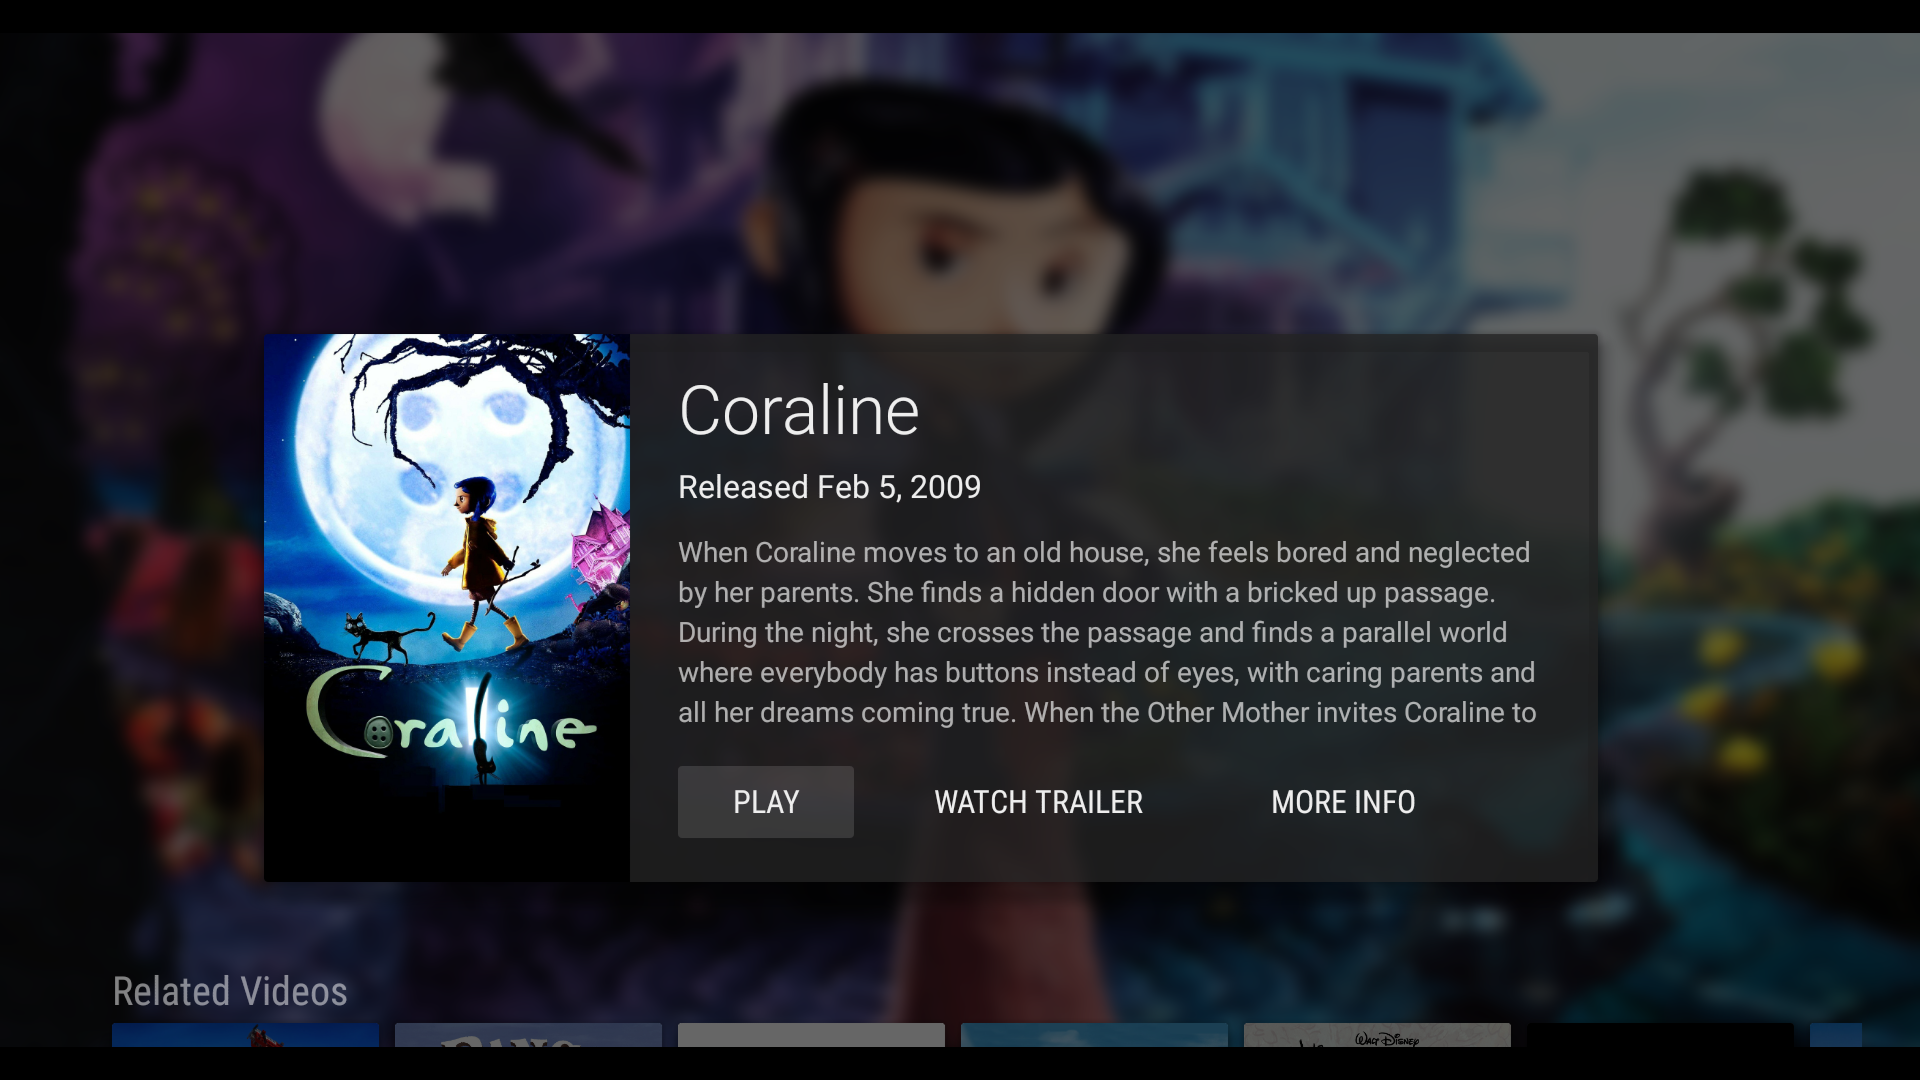 Coraline
Released Feb 5, 2009
When Coraline moves to an old house, she feels bored and neglected
by her parents. She finds a hidden door with a bricked up passage.
During the night, she crosses the passage and finds a parallel world
where everybody has buttons instead of eyes, with caring parents and
all her dreams coming true. When the Other Mother invites Coraline to
Coraline
PLAY
WATCH TRAILER
MORE INFO
Related Videos
WALT DISNEY